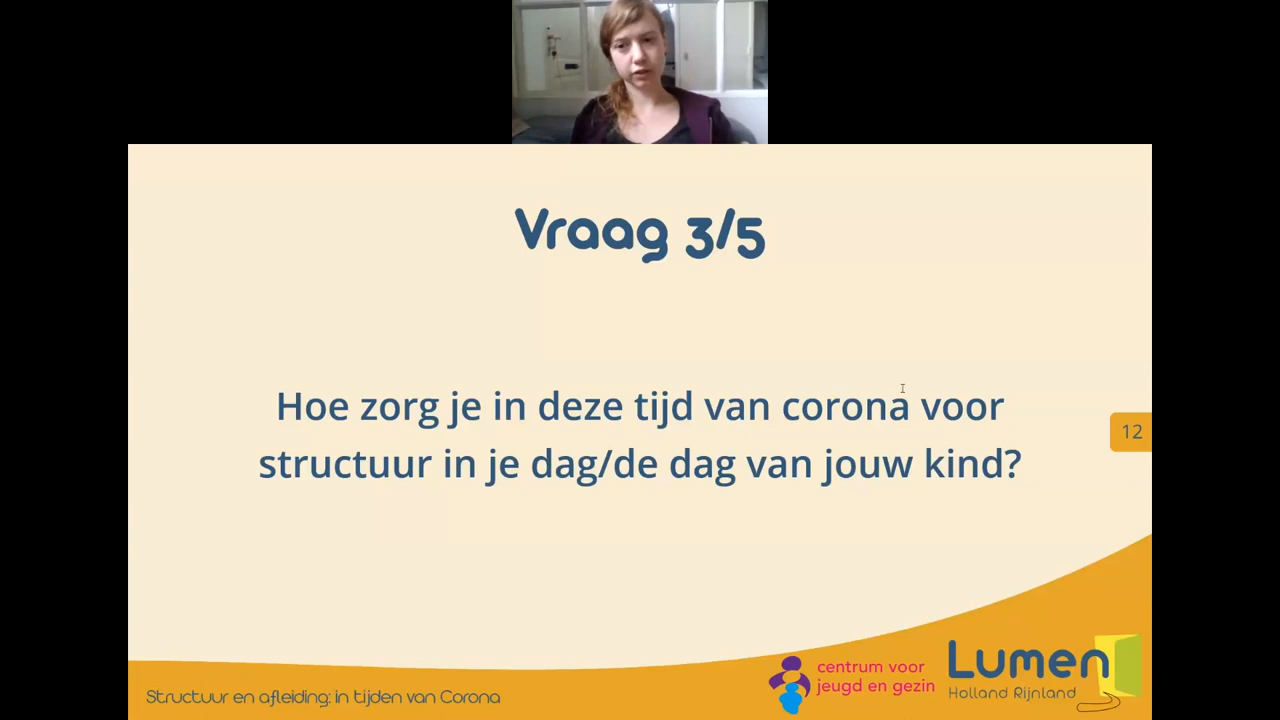 Vraag 3/5
Hoe zorg je in deze tijd van corona voor
structuur in je dag/de dag van jouw kind?
12
Structuur en afleiding: in tijden van Corona
centrum voor
jeugd en gezin
Lumen
Holland Rijnland